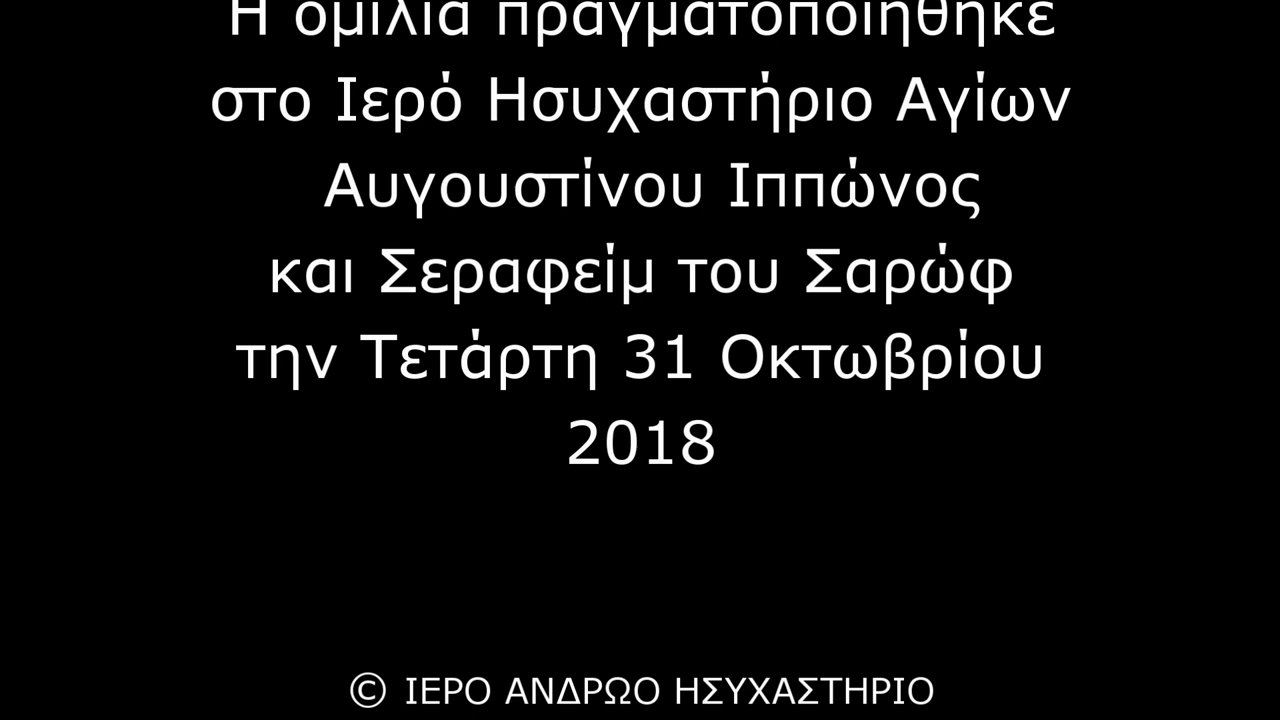 Η ομιλία πραγματοποιήθηκε
στο Ιερό Ησυχαστήριο Αγίων
Αυγουστίνου Ιππώνος
και Σεραφείμ του Σαρώφ
την Τετάρτη 31 Οκτωβρίου
2018
© ΙΕΡΟ ΑΝΔΡΩΟ ΗΣΥΧΑΣΤΗΡΙΟ